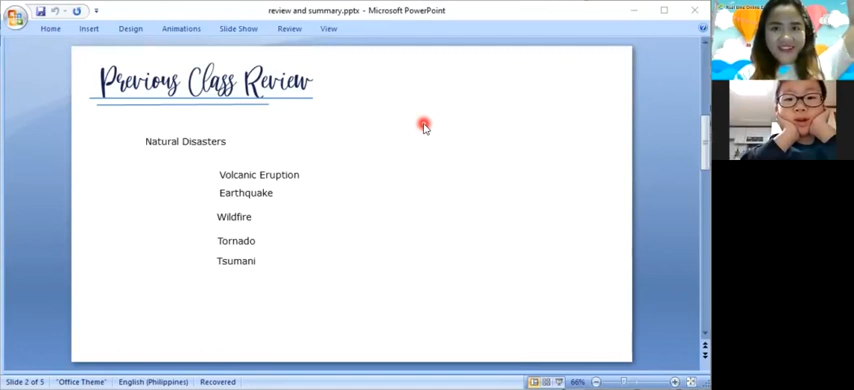 review and summary.pptx - Microsoft PowerPoint
Home Insert Design Animations Slide Show Review View
Previous Class Review
Natural Disasters
Volcanic Eruption
Earthquake
Wildfire
Tornado
Tsumani
Slide 2 of 5 "Office Theme" English (Philippines) Recovered 66%